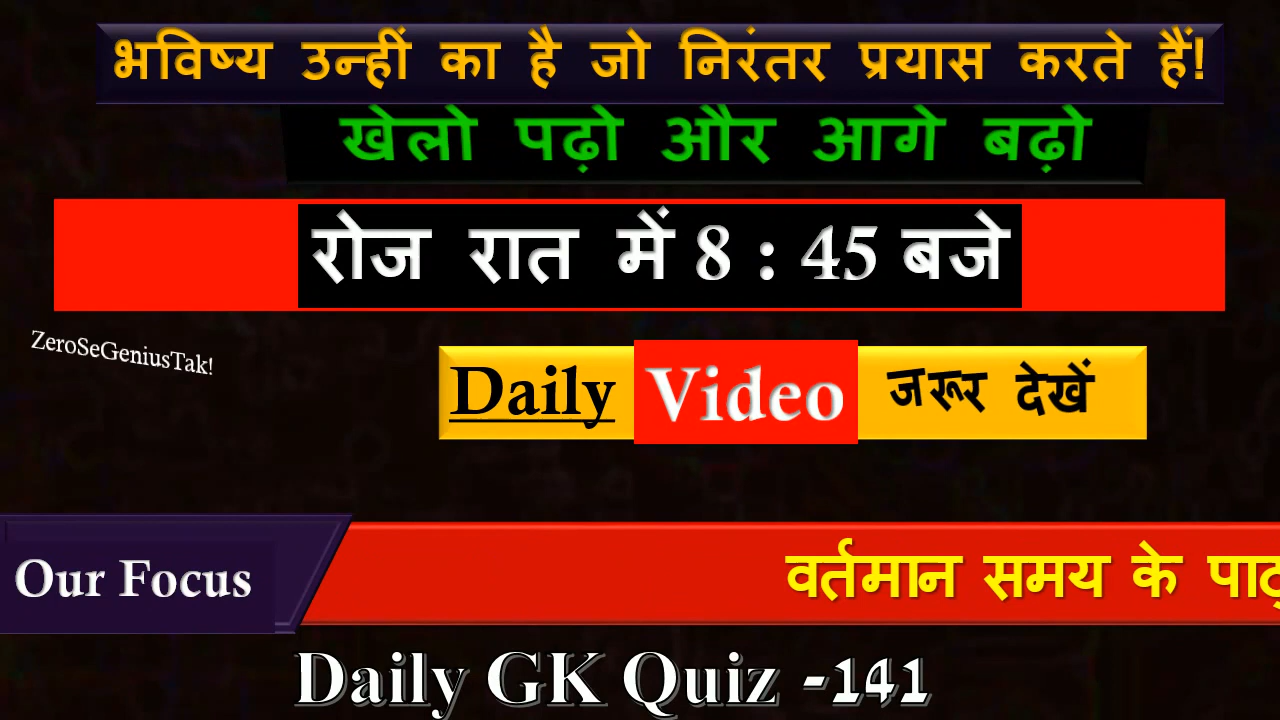 भविष्य उन्हीं का है जो निरंतर प्रयास करते हैं!
खेलो पढ़ो और आगे बढ़ो
रोज रात में 8 : 45 बजे
ZeroSeGeniusTak!
Daily Video जरूर देखें
Our Focus
वर्तमान समय के
Daily GK Quiz -141